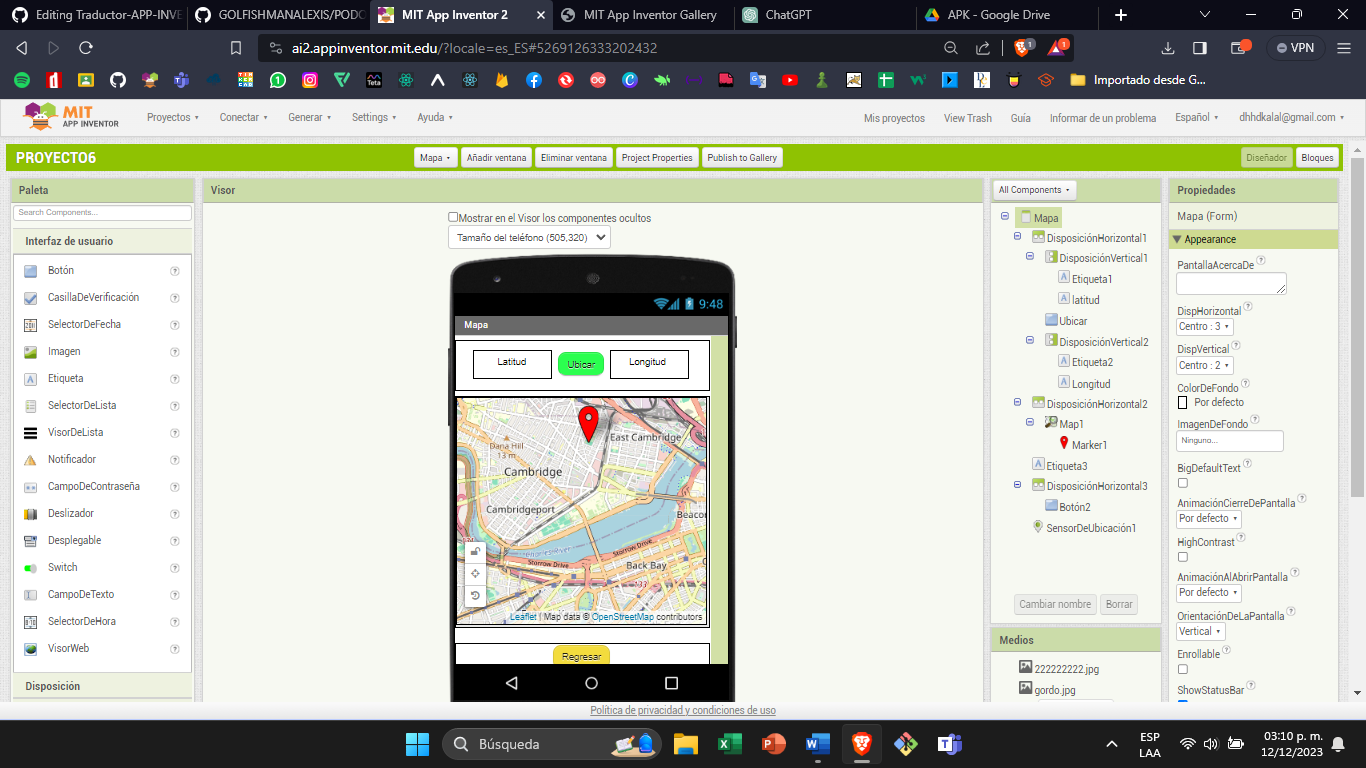 Editing Traductor-APP-INVE
GOLFISHMANALEXIS/PODC
MIT App Inventor 2
MIT App Inventor Gallery
ChatGPT
APK - Google Drive
ai2.appinventor.mit.edu/?locale=es_ES#5269126333202432
1
1
VPN
Importado desde G...
MIT
APP INVENTOR
Proyectos
Conectar
Generar
Settings
Ayuda
Mis proyectos
View Trash
Guía
Informar de un problema
Español
dhhdkalal@gmail.com
PROYECTO6
Mapa
Añadir ventana
Eliminar ventana
Project Properties
Publish to Gallery
Diseñador
Bloques
Paleta
Search Components...
Interfaz de usuario
Botón
CasillaDeVerificación
SelectorDeFecha
Imagen
Etiqueta
SelectorDeLista
VisorDeLista
Notificador
CampoDeContraseña
Deslizador
Desplegable
Switch
CampoDeTexto
SelectorDeHora
VisorWeb
Disposición
Visor
Mostrar en el Visor los componentes ocultos
Tamaño del teléfono (505,320)
9:48
Mapa
Latitud
Ubicar
Longitud
East Cambridge
Dana Hill
13 m
Cambridge
Cambridgeport
Beacon
Storrow Drive
Storrow Drive
Back Bay
Leaflet | Map data © OpenStreetMap contributors
Regresar
All Components
Mapa
DisposiciónHorizontal1
DisposiciónVertical1
Etiqueta1
latitud
Ubicar
DisposiciónVertical2
Etiqueta2
Longitud
DisposiciónHorizontal2
Map1
Marker1
Etiqueta3
DisposiciónHorizontal3
Botón2
SensorDeUbicación1
Cambiar nombre
Borrar
Medios
222222222.jpg
gordo.jpg
Propiedades
Mapa (Form)
Appearance
PantallaAcercaDe
DispHorizontal
Centro : 3
DispVertical
Centro : 2
ColorDeFondo
Por defecto
ImagenDeFondo
Ninguno...
BigDefaultText
AnimaciónCierreDePantalla
Por defecto
HighContrast
AnimaciónAlAbrirPantalla
Por defecto
OrientaciónDeLaPantalla
Vertical
Enrollable
ShowStatusBar
Política de privacidad y condiciones de uso
Búsqueda
ESP
LAA
03:10 p. m.
12/12/2023